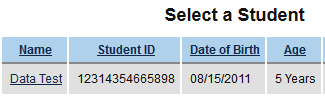 Select a Student
Name Student ID Date of Birth Age
Data Test 12314354665898 08/15/2011 5 Years